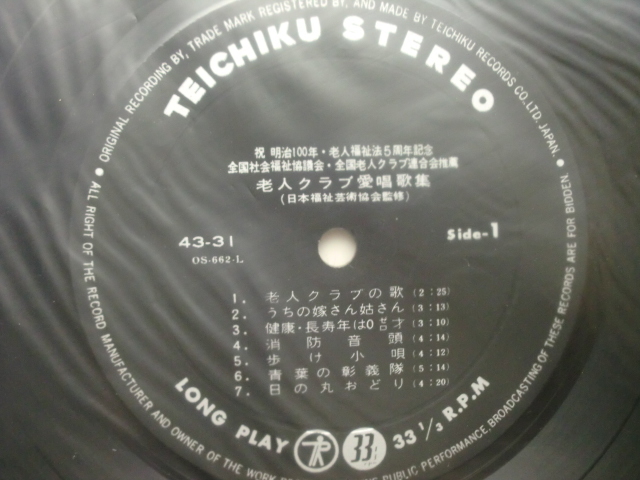 ORIGINAL RECORDING BY, TRADE MARK REGISTERED BY, AND MADE BY TEICHIKU RECORDS CO., LTD. JAPAN.
TEICHIKU STEREO
祝 明治100年・老人福祉法5周年記念
全国社会福祉協議会・全国老人クラブ連合会推薦
老人クラブ愛唱歌集
(日本福祉芸術協会監修)
43-31
Side-1
OS-662-L
1. 老人クラブの歌 (2:25)
2. うちの嫁さん姑さん (3:13)
3. 健康・長寿年は0ゼロ才 (3:10)
4. 消防音頭 (4:14)
5. 歩け小唄 (4:12)
6. 青葉の彰義隊 (5:14)
7. 日の丸おどり (4:20)
LONG PLAY
33
33 1/3 R.P.M
ALL RIGHT OF THE RECORD MANUFACTURER AND OWNER OF THE WORK PUBLIC PERFORMANCE, BROADCASTING OF THESE RECORDS ARE FOR BIDDEN.